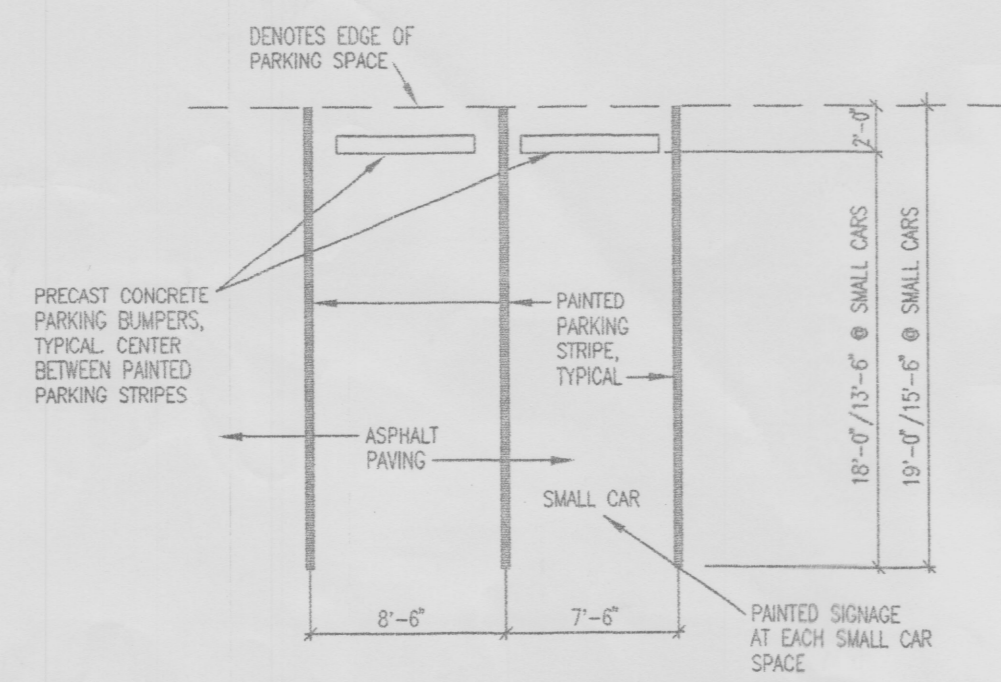 DENOTES EDGE OF
PARKING SPACE
2'-0"
PRECAST CONCRETE
PARKING BUMPERS,
TYPICAL. CENTER
BETWEEN PAINTED
PARKING STRIPES
PAINTED
PARKING
STRIPE,
TYPICAL
18'-0"/13'-6" @ SMALL CARS
19'-0"/15'-6" @ SMALL CARS
ASPHALT
PAVING
SMALL CAR
8'-6"
7'-6"
PAINTED SIGNAGE
AT EACH SMALL CAR
SPACE